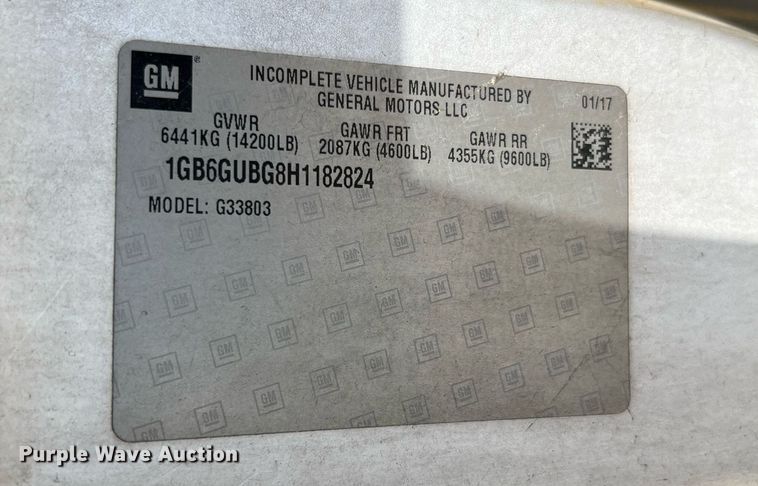 GM ®
INCOMPLETE VEHICLE MANUFACTURED BY
GENERAL MOTORS LLC
01/17
GVWR GAWR FRT GAWR RR
6441KG (14200LB) 2087KG (4600LB) 4355KG (9600LB)
1GB6GUBG8H1182824
MODEL: G33803
Purple Wave Auction